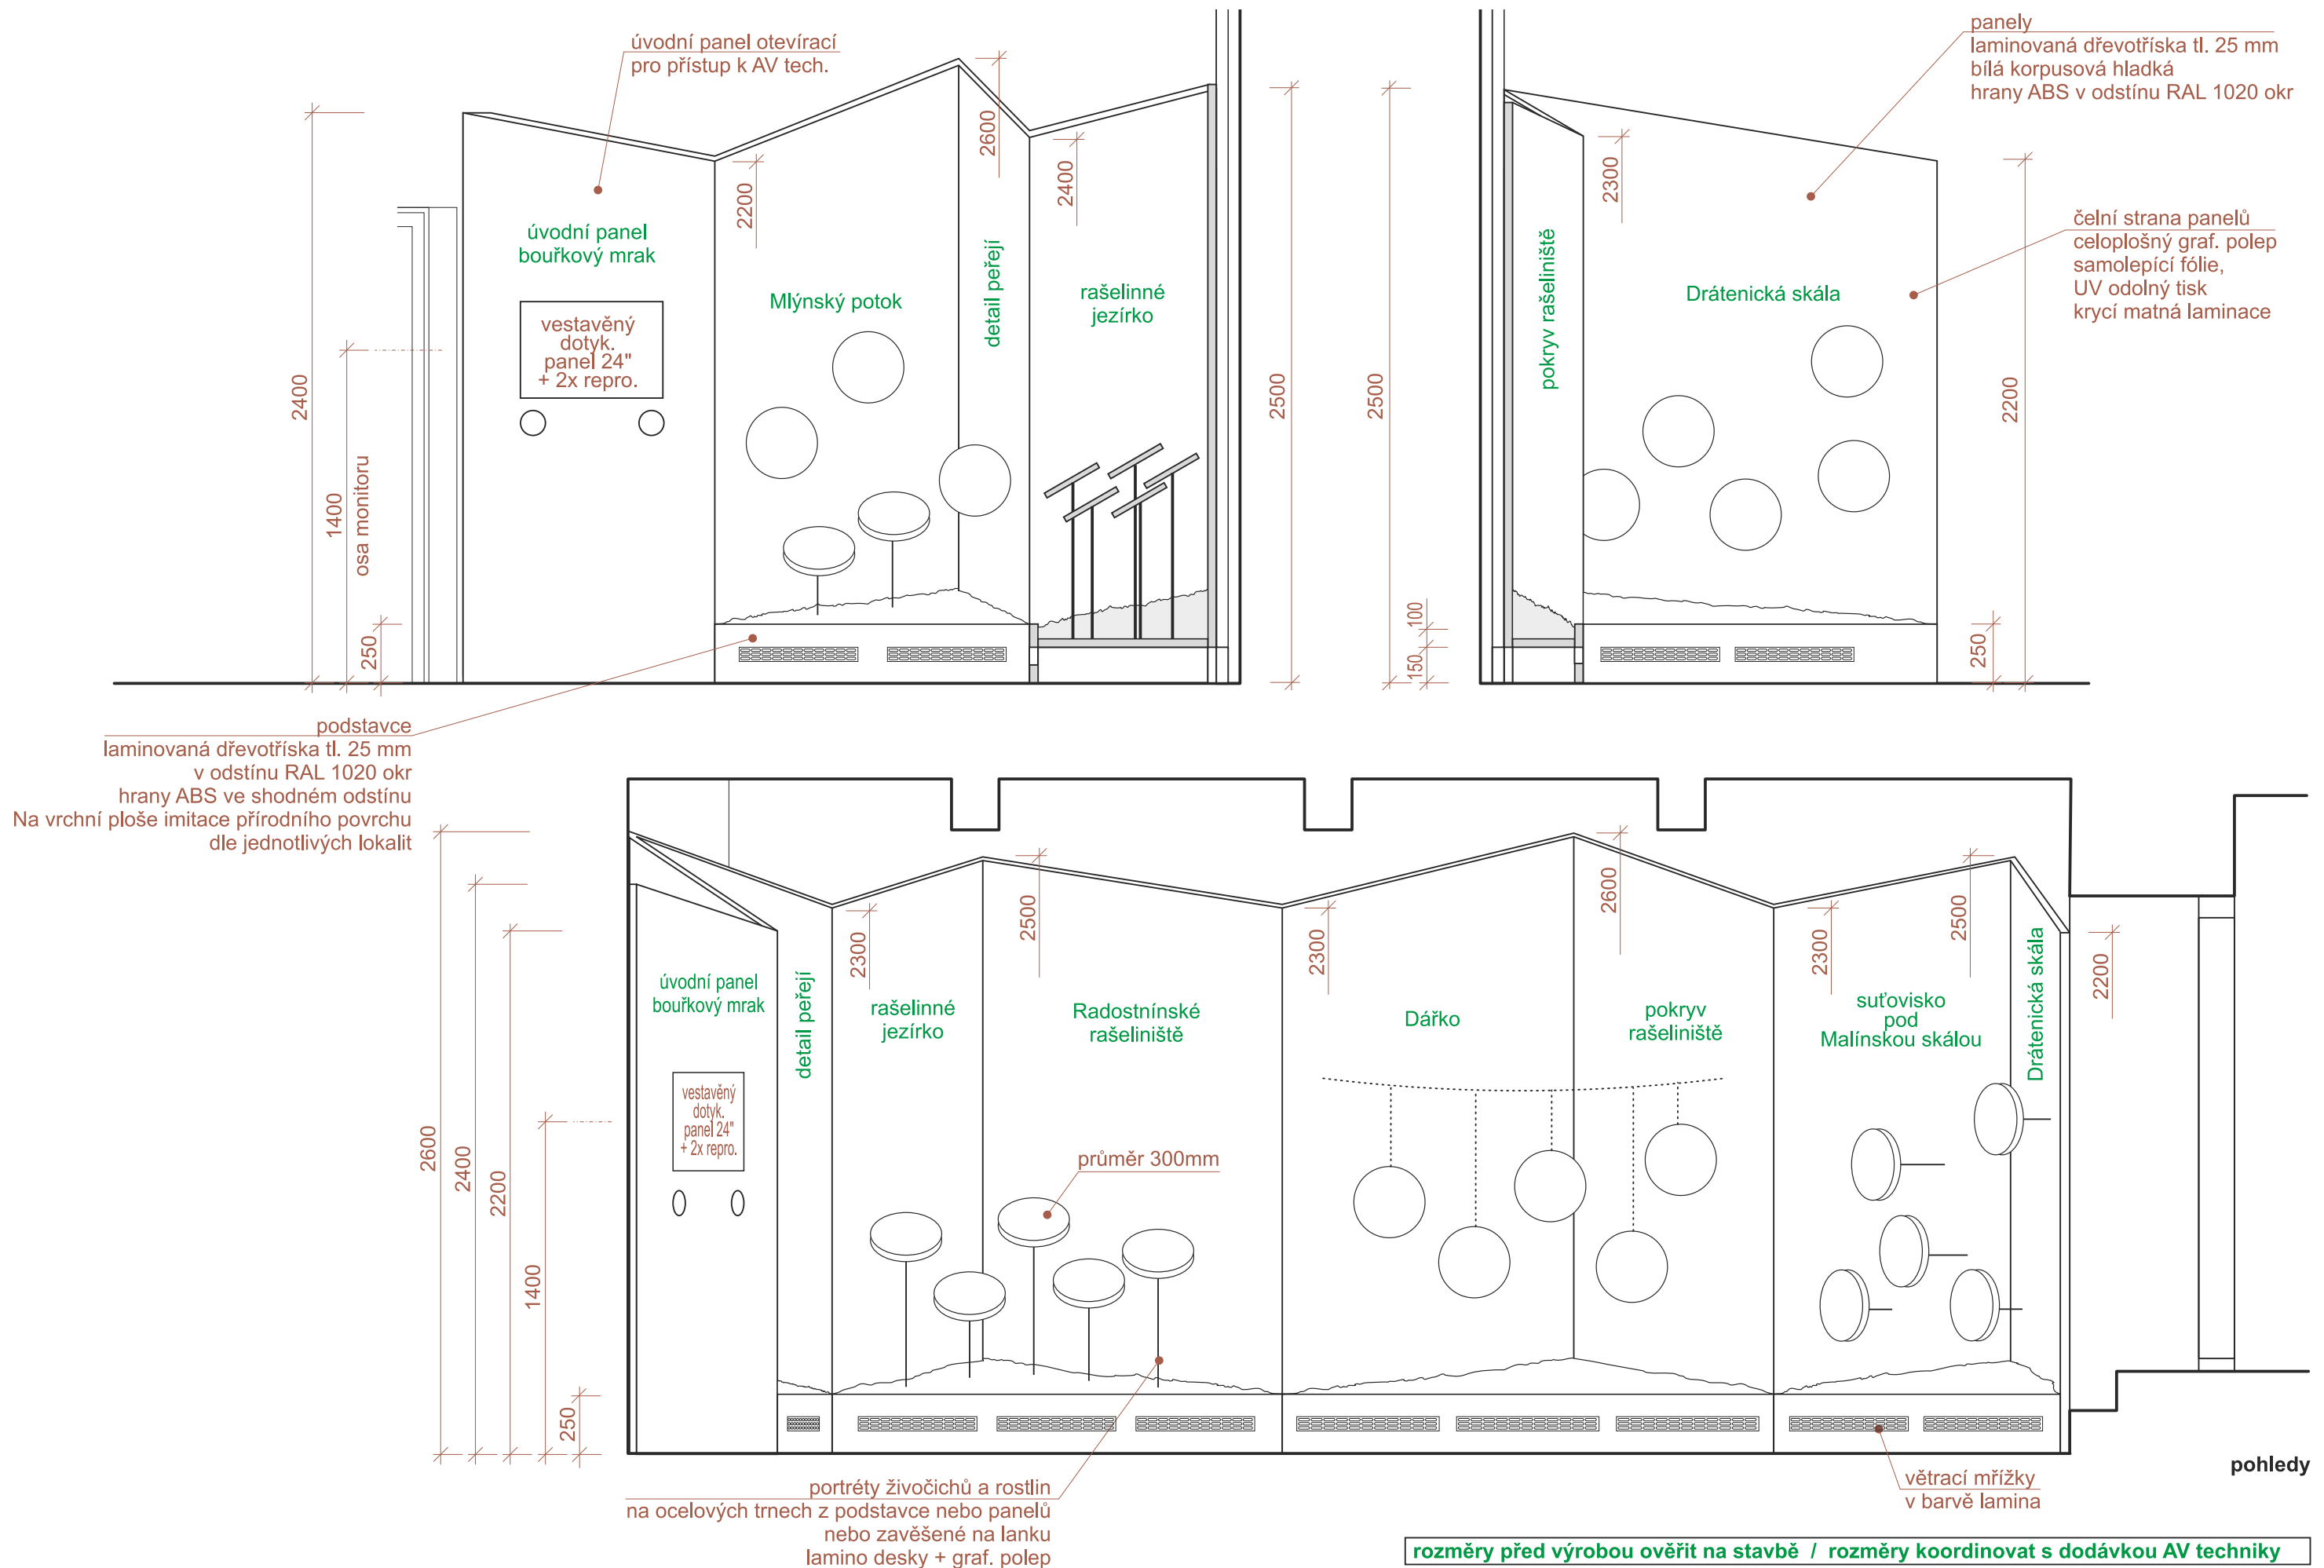 úvodní panel otevírací
pro přístup k AV tech.
panely
laminovaná dřevotříska tl. 25 mm
bílá korpusová hladká
hrany ABS v odstínu RAL 1020 okr
čelní strana panelů
celoplošný graf. polep
samolepící fólie,
UV odolný tisk
krycí matná laminace
úvodní panel
bouřkový mrak
vestavěný
dotyk.
panel 24"
+ 2x repro.
Mlýnský potok
detail peřejí
rašelinné
jezírko
pokryv rašeliniště
Drátenická skála
2400
1400
osa monitoru
250
2200
2600
2400
2500
2500
100
150
2300
2200
250
podstavce
laminovaná dřevotříska tl. 25 mm
v odstínu RAL 1020 okr
hrany ABS ve shodném odstínu
Na vrchní ploše imitace přírodního povrchu
dle jednotlivých lokalit
2600
2400
2200
1400
250
úvodní panel
bouřkový mrak
vestavěný
dotyk.
panel 24"
+ 2x repro.
detail peřejí
2300
rašelinné
jezírko
2500
Radostnínské
rašeliniště
průměr 300mm
2300
Dářko
2600
pokryv
rašeliniště
2300
2500
suťovisko
pod
Malínskou skálou
Drátenická skála
2200
portréty živočichů a rostlin
na ocelových trnech z podstavce nebo panelů
nebo zavěšené na lanku
lamino desky + graf. polep
větrací mřížky
v barvě lamina
pohledy
rozměry před výrobou ověřit na stavbě / rozměry koordinovat s dodávkou AV techniky